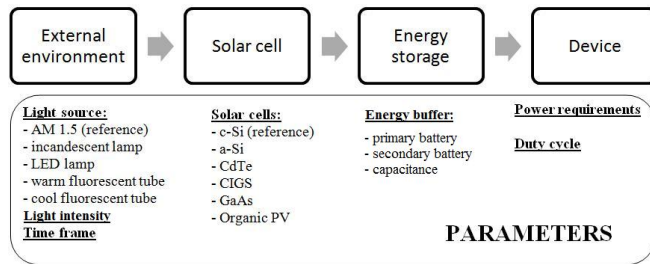 External
environment
Solar cell
Energy
storage
Device
Light source:
- AM 1.5 (reference)
- incandescent lamp
- LED lamp
- warm fluorescent tube
- cool fluorescent tube
Light intensity
Time frame
Solar cells:
- c-Si (reference)
- a-Si
- CdTe
- CIGS
- GaAs
- Organic PV
Energy buffer:
- primary battery
- secondary battery
- capacitance
Power requirements
Duty cycle
PARAMETERS